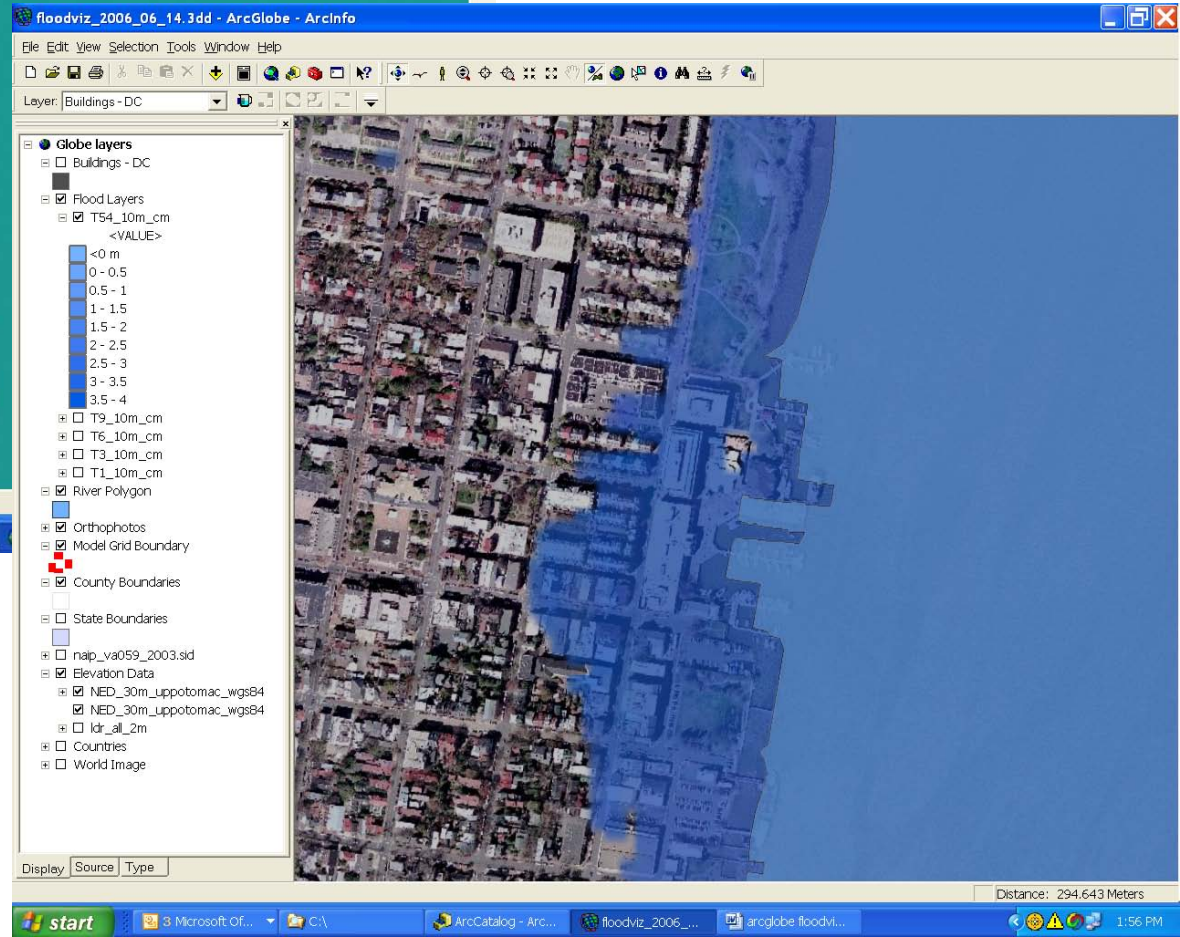 floodviz_2006_06_14.3dd - ArcGlobe - ArcInfo
File Edit View Selection Tools Window Help
Layer: Buildings - DC
Globe layers
Buildings - DC
Flood Layers
T54_10m_cm
<VALUE>
<0 m
0 - 0.5
0.5 - 1
1 - 1.5
1.5 - 2
2 - 2.5
2.5 - 3
3 - 3.5
3.5 - 4
T9_10m_cm
T6_10m_cm
T3_10m_cm
T1_10m_cm
River Polygon
Orthophotos
Model Grid Boundary
County Boundaries
State Boundaries
naip_va059_2003.sid
Elevation Data
NED_30m_uppotomac_wgs84
NED_30m_uppotomac_wgs84
ldr_all_2m
Countries
World Image
Display Source Type
Distance: 294.643 Meters
start 3 Microsoft Of... C:\ ArcCatalog - Arc... floodviz_2006_... arcglobe floodvi... 1:56 PM